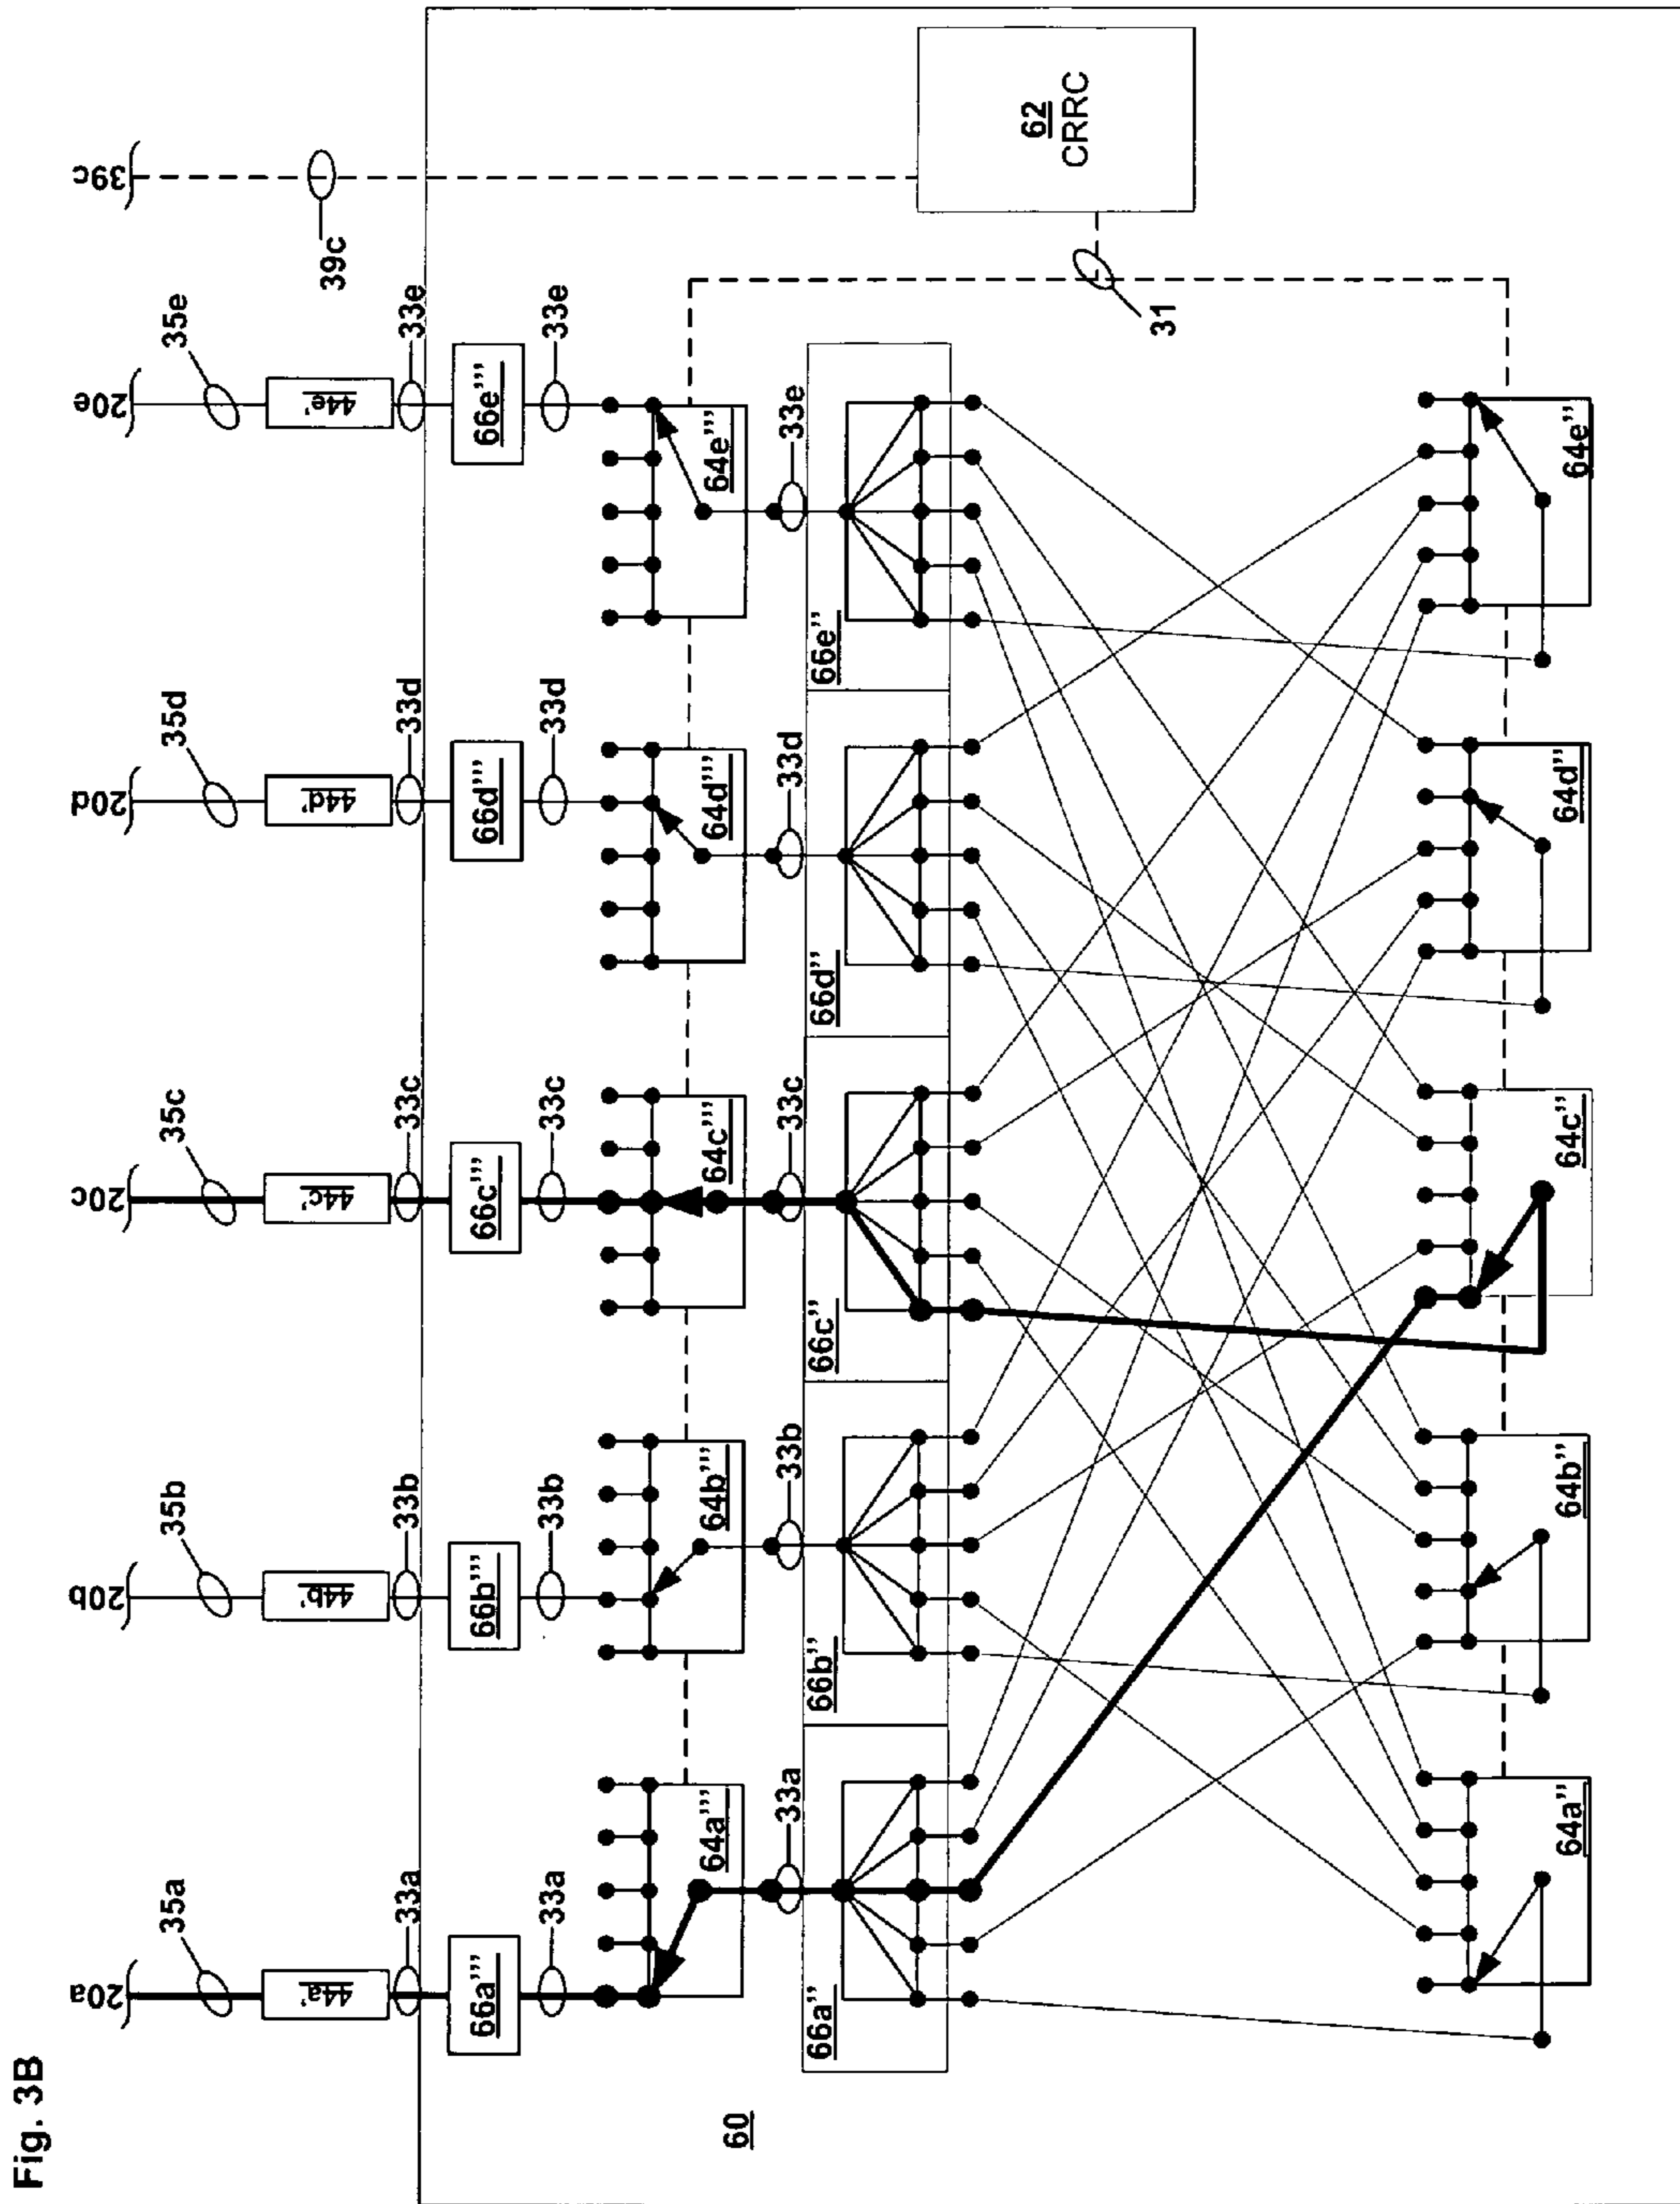 Fig. 3B
60
20a
20b
20c
20d
20e
39c
35a
35b
35c
35d
35e
39c
44a'
44b'
44c'
44d'
44e'
33a
33b
33c
33d
33e
66a'''
66b'''
66c'''
66d'''
66e'''
33a
33b
33c
33d
33e
64a'''
64b'''
64c'''
64d'''
64e'''
33a
33b
33c
33d
33e
66a''
66b''
66c''
66d''
66e''
62
CRRC
31
64a''
64b''
64c''
64d''
64e''